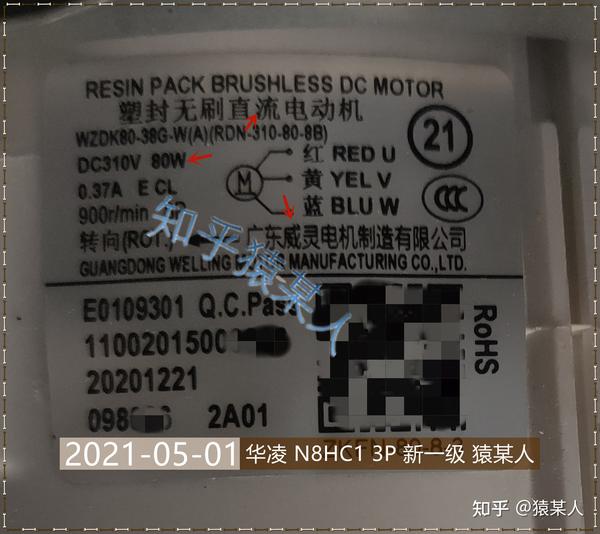 RESIN PACK BRUSHLESS DC MOTOR
塑封无刷直流电动机
WZDK80-38G-W(A)(RDN-310-80-8B)
DC310V 80W
0.37A E CL
900r/min
转向(ROT.)
M
红 RED U
黄 YEL V
蓝 BLU W
21
CCC
广东威灵电机制造有限公司
GUANGDONG WELLING MANUFACTURING CO.,LTD.
知乎猿某人
E0109301 Q.C.Pass
11002015000
20201221
098 6 2A01
RoHS
2021-05-01 华凌 N8HC1 3P 新一级 猿某人
知乎 @猿某人